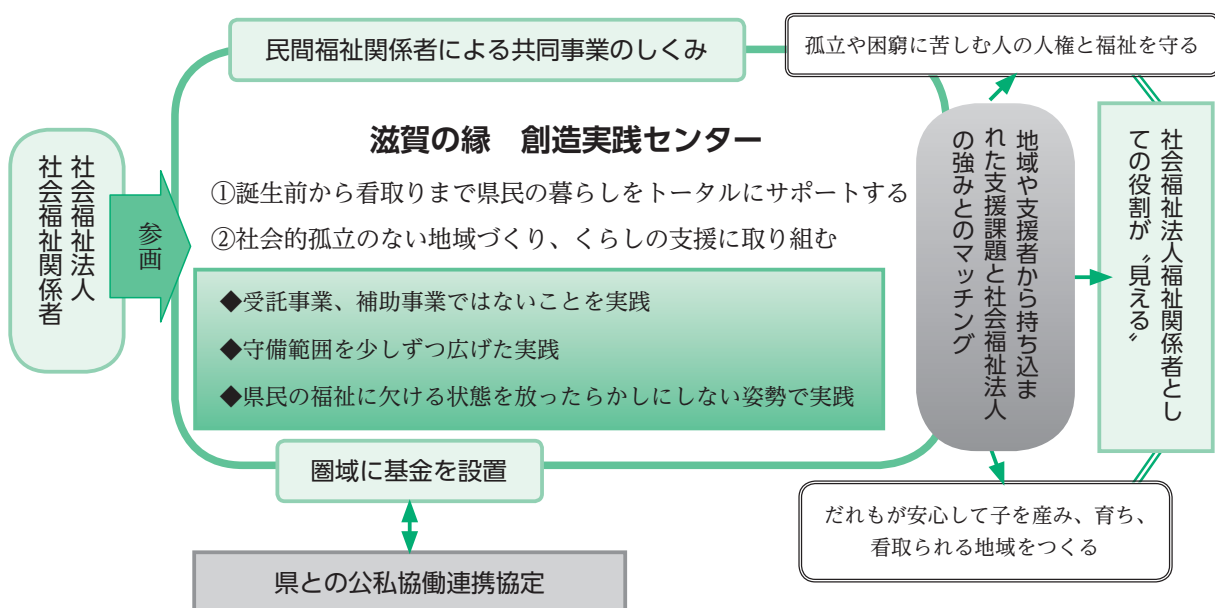 民間福祉関係者による共同事業のしくみ
孤立や困窮に苦しむ人の人権と福祉を守る
社会福祉法人
社会福祉関係者
参画
滋賀の縁　創造実践センター
①誕生前から看取りまで県民の暮らしをトータルにサポートする
②社会的孤立のない地域づくり、くらしの支援に取り組む
◆受託事業、補助事業ではないことを実践
◆守備範囲を少しずつ広げた実践
◆県民の福祉に欠ける状態を放ったらかしにしない姿勢で実践
地域や支援者から持ち込ま
れた支援課題と社会福祉法人
の強みとのマッチング
社会福祉法人福祉関係者とし
ての役割が〝見える〟
圏域に基金を設置
だれもが安心して子を産み、育ち、
看取られる地域をつくる
県との公私協働連携協定